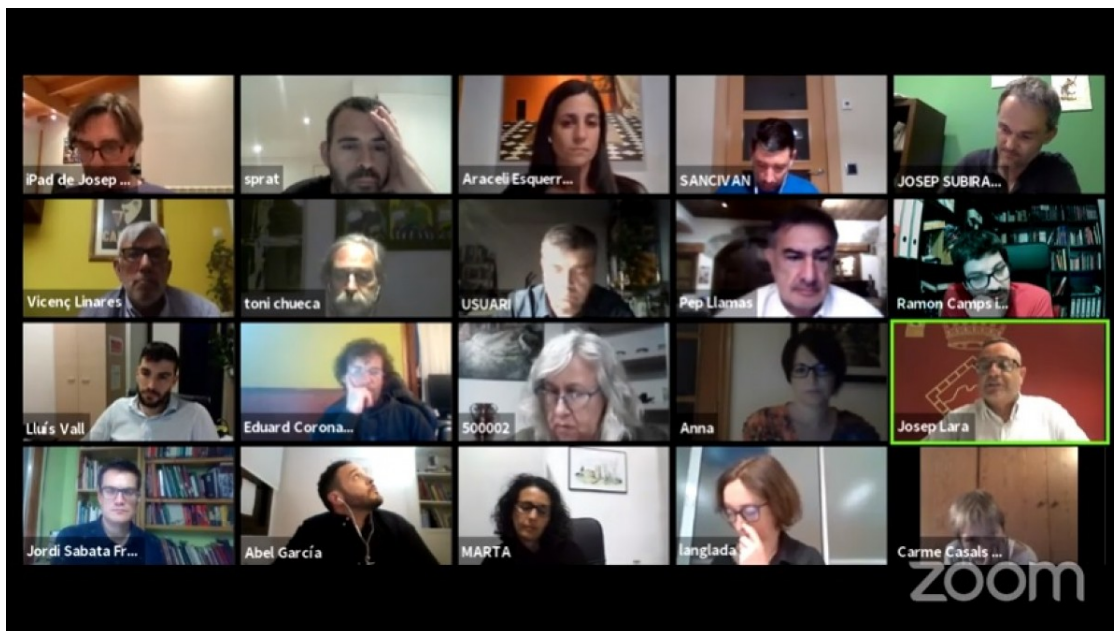 iPad de Josep ...
sprat
Araceli Esquerr...
SANCIVAN
JOSEP SUBIRA...
Vicenç Linares
toni chueca
USUARI
Pep Llamas
Ramon Camps i...
Lluís Vall
Eduard Corona...
500002
Anna
Josep Lara
Jordi Sabata Fr...
Abel García
MARTA
langlada
Carme Casals ...
zoom